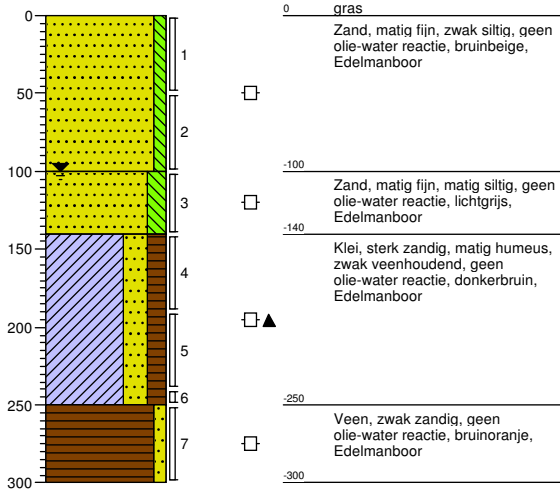 0
50
100
150
200
250
300
1
2
3
4
5
6
7
0
gras
Zand, matig fijn, zwak siltig, geen
olie-water reactie, bruinbeige,
Edelmanboor
-100
Zand, matig fijn, matig siltig, geen
olie-water reactie, lichtgrijs,
Edelmanboor
-140
Klei, sterk zandig, matig humeus,
zwak veenhoudend, geen
olie-water reactie, donkerbruin,
Edelmanboor
-250
Veen, zwak zandig, geen
olie-water reactie, bruinoranje,
Edelmanboor
-300